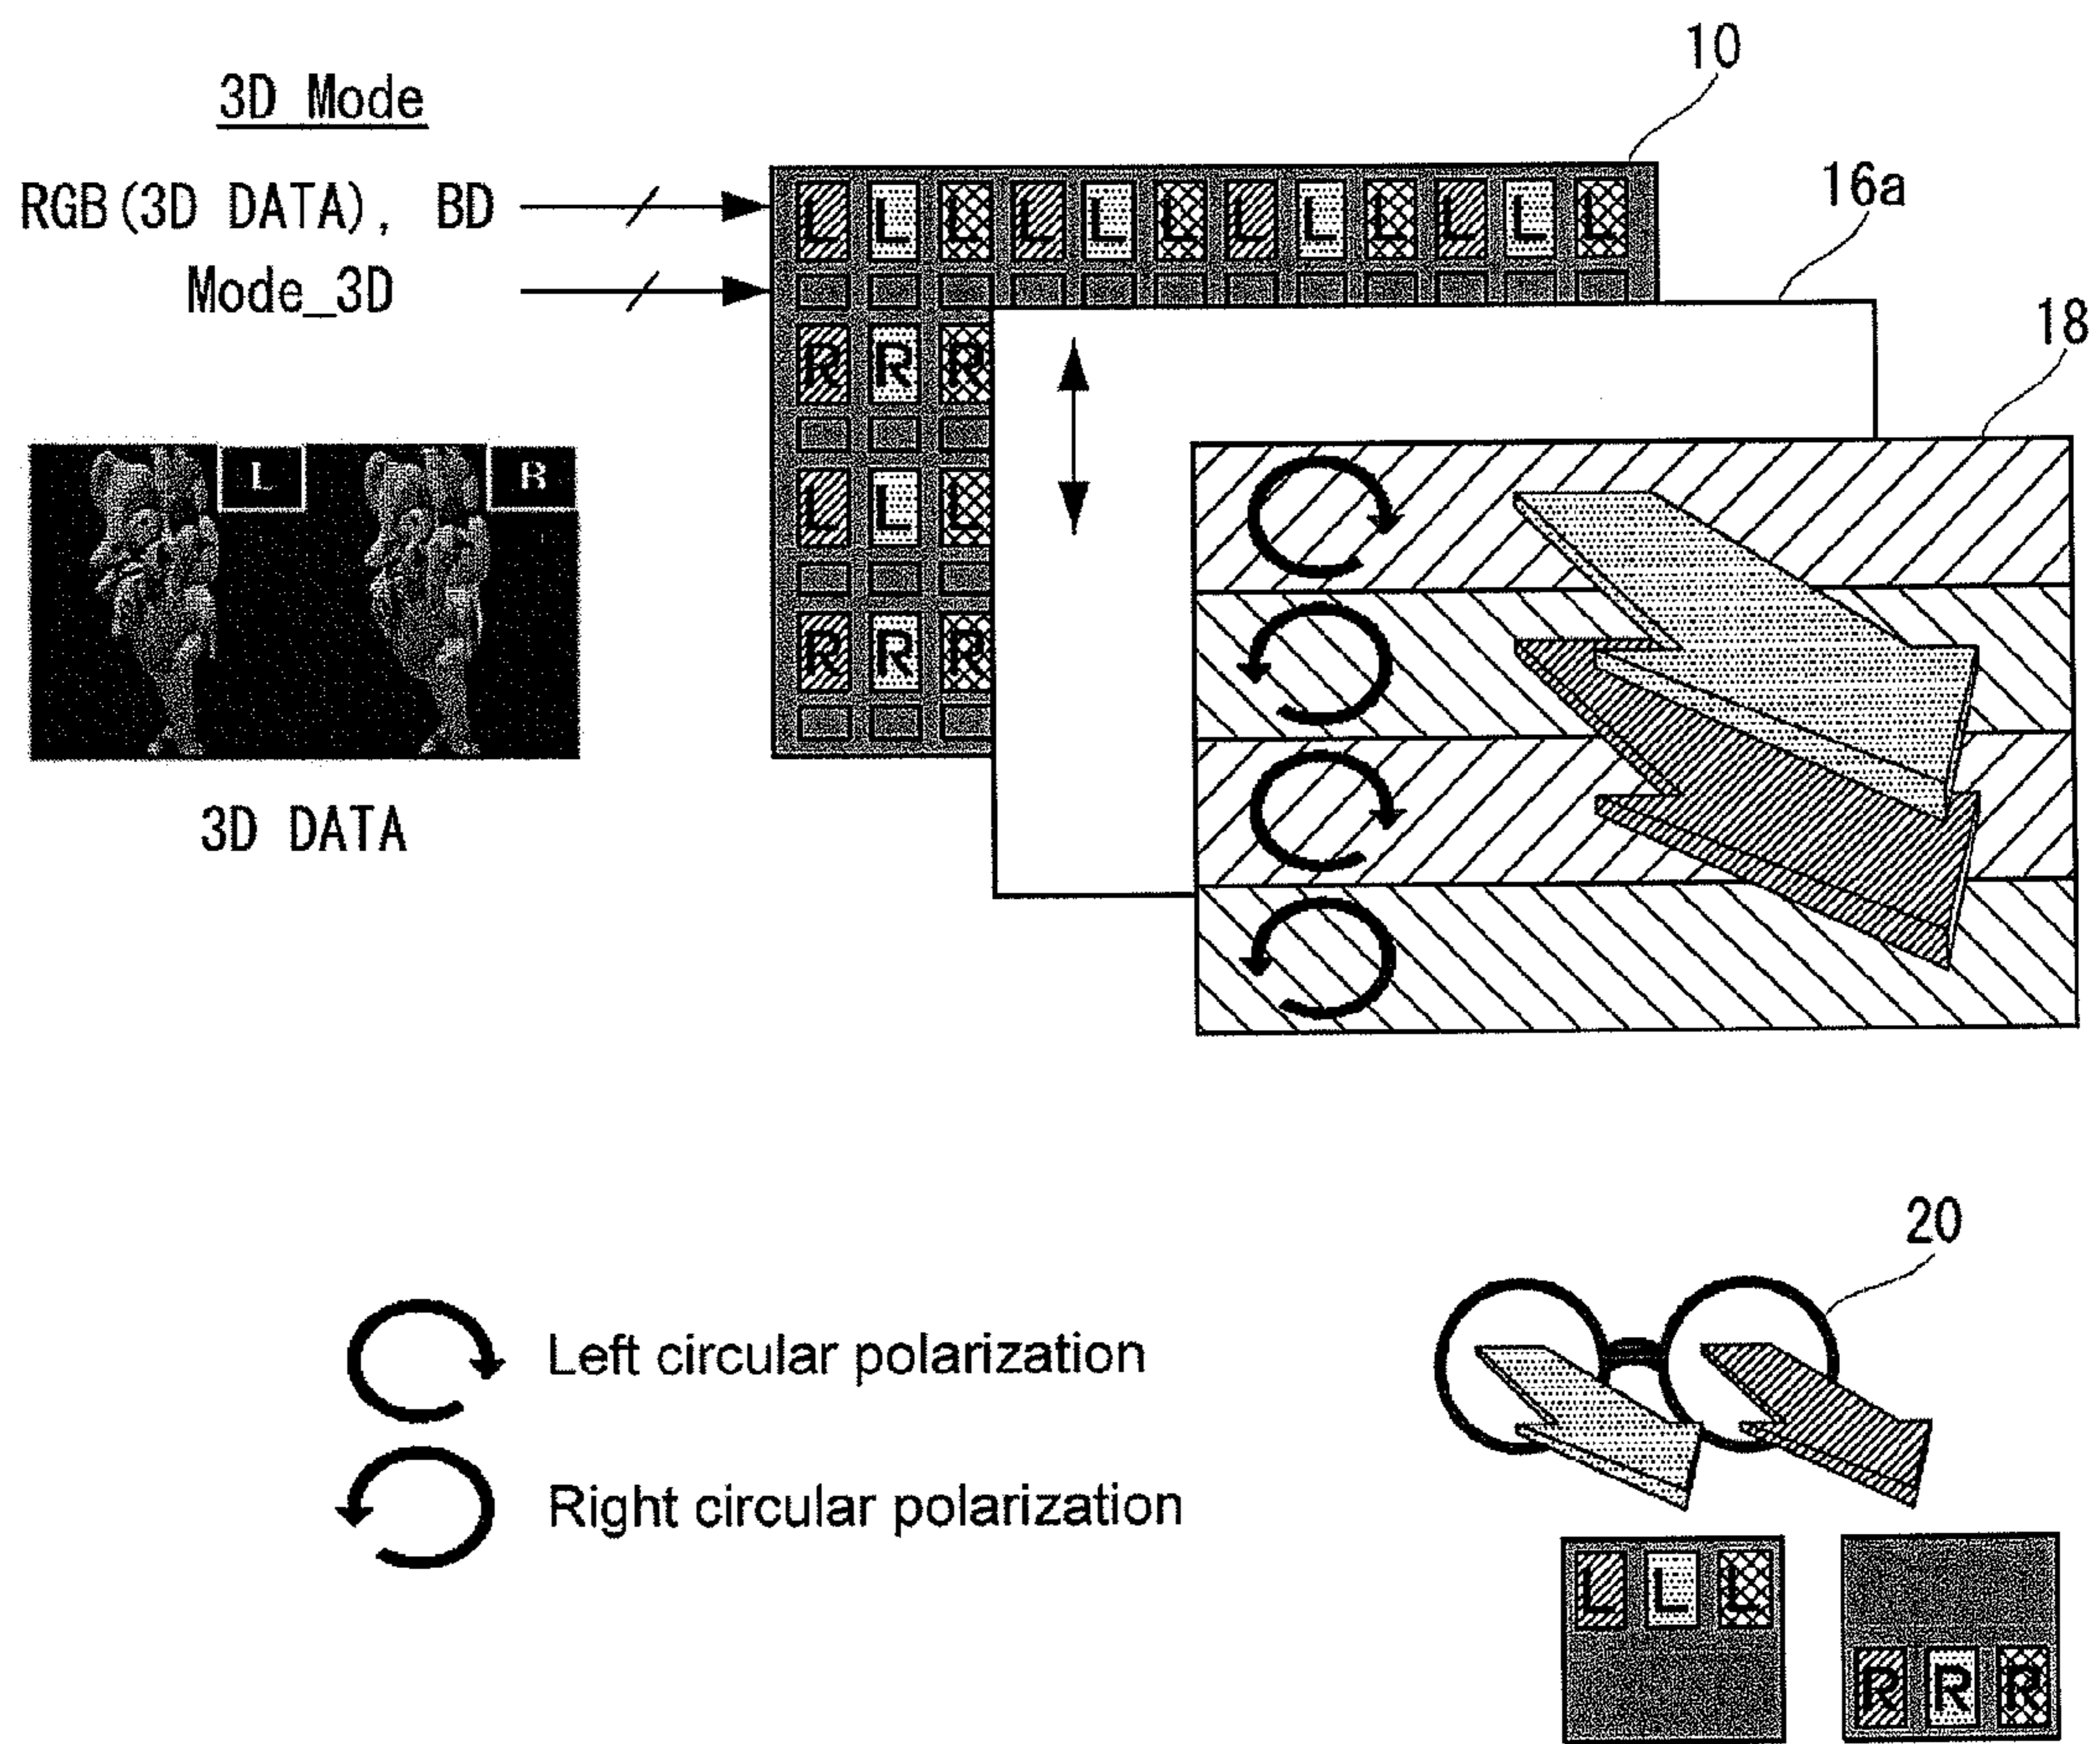 10
3D Mode
16a
RGB(3D DATA), BD
L L L L L L L L L L L L
Mode_3D
18
R R R
L R
L L L
3D DATA
R R R
20
Left circular polarization
Right circular polarization
L L L
R R R